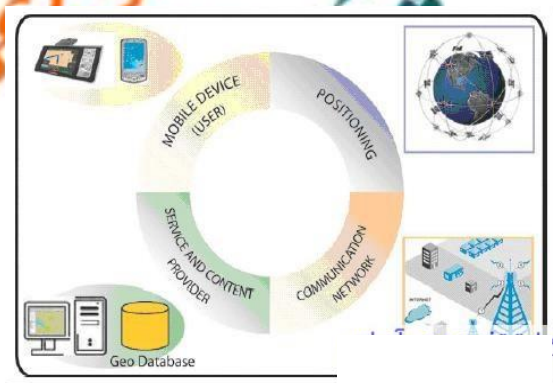 MOBILE DEVICE
(USER)
POSITIONING
SERVICE AND CONTENT
PROVIDER
COMMUNICATION
NETWORK
INTERNET
Geo Database